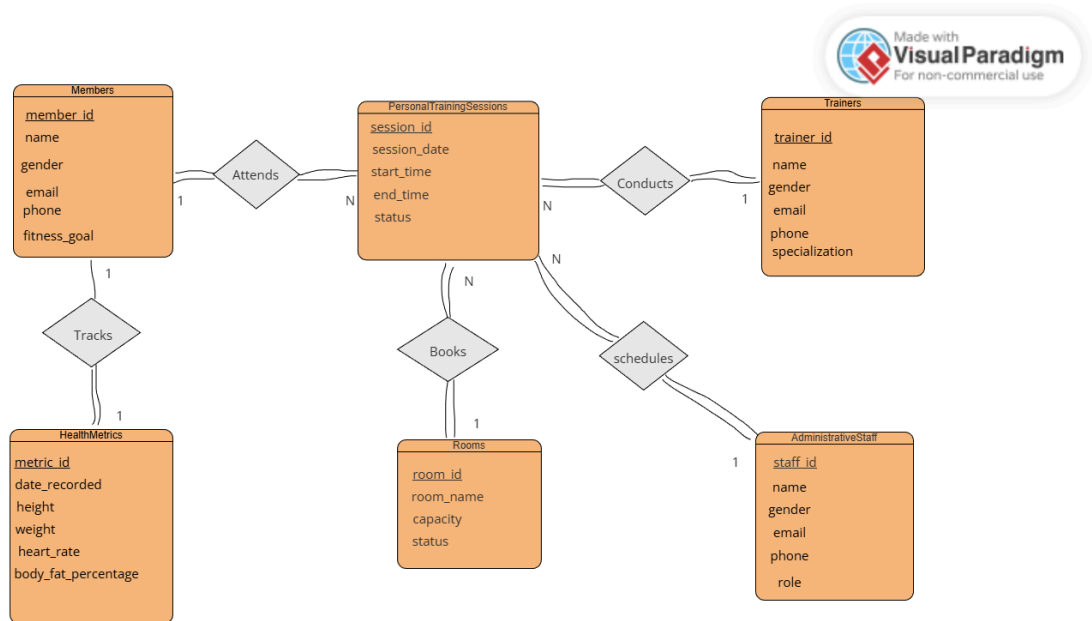 Made with
Visual Paradigm
For non-commercial use
Members
member_id
name
gender
email
phone
fitness_goal
1
Attends
N
PersonalTrainingSessions
session_id
session_date
start_time
end_time
status
N
Conducts
1
Trainers
trainer_id
name
gender
email
phone
specialization
1
Tracks
1
HealthMetrics
metric_id
date_recorded
height
weight
heart_rate
body_fat_percentage
N
Books
1
Rooms
room_id
room_name
capacity
status
N
schedules
1
AdministrativeStaff
staff_id
name
gender
email
phone
role